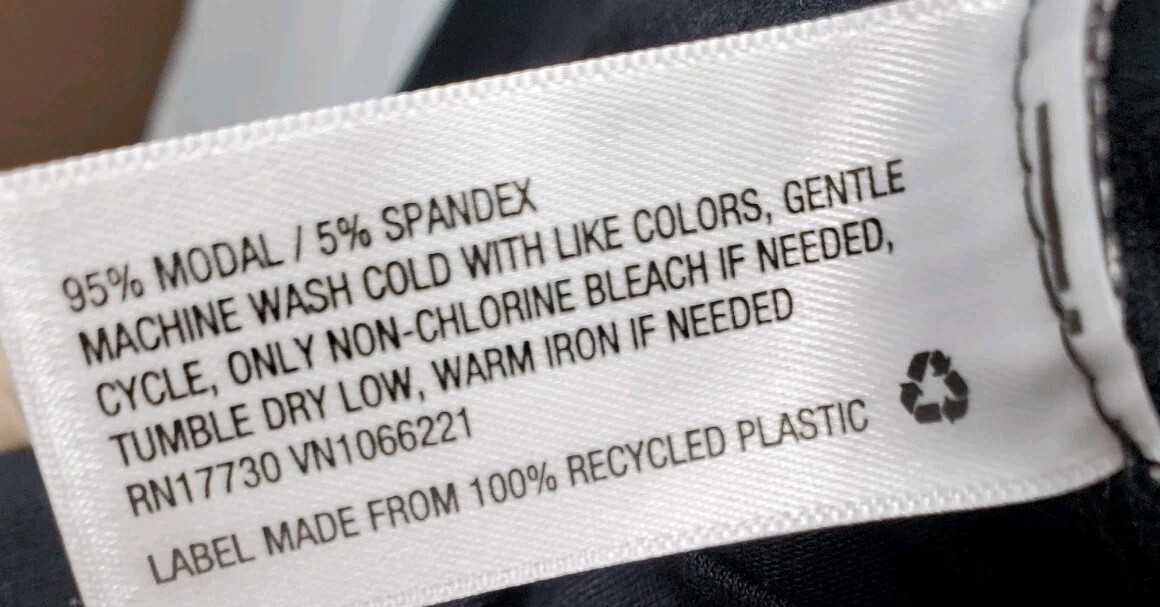 95% MODAL / 5% SPANDEX
MACHINE WASH COLD WITH LIKE COLORS, GENTLE
CYCLE, ONLY NON-CHLORINE BLEACH IF NEEDED,
TUMBLE DRY LOW, WARM IRON IF NEEDED
RN17730 VN1066221
LABEL MADE FROM 100% RECYCLED PLASTIC